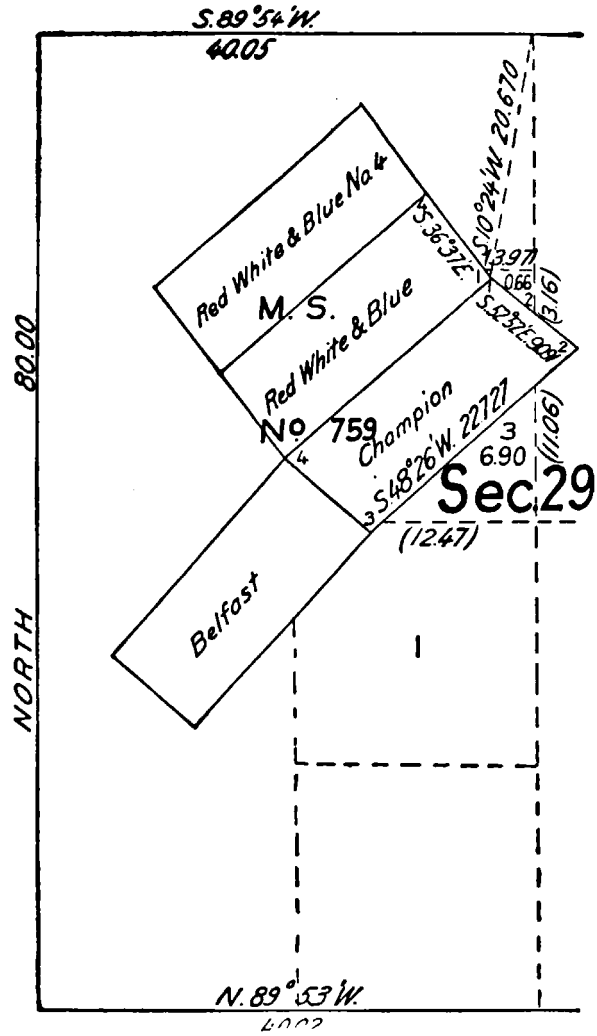 S. 89° 54' W.
40.05
S. 10° 24' W. 20.670
Red White & Blue No. 4
S. 36° 37' E.
1
3.97
0.66
2
(3.16)
M. S.
Red White & Blue
S. 52° 52' E. 9.09
2
80.00
No 759
4
Champion
S. 48° 26' W. 22.727
3
6.90
(11.06)
Sec. 29
3
(12.47)
Belfast
1
NORTH
N. 89° 53' W.